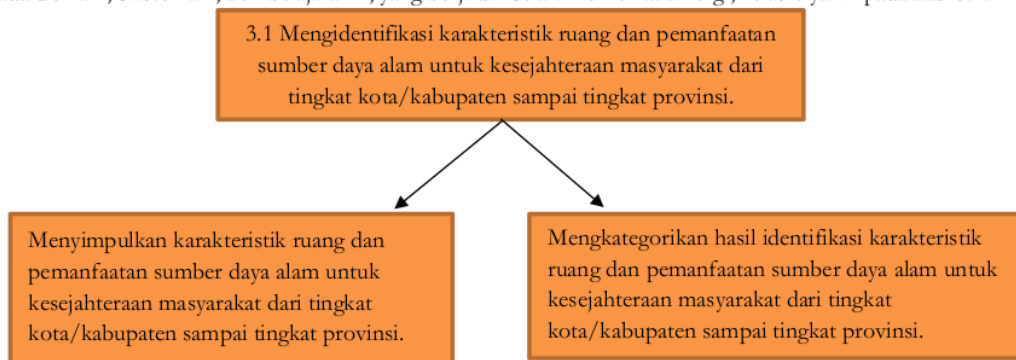 3.1 Mengidentifikasi karakteristik ruang dan pemanfaatan
sumber daya alam untuk kesejahteraan masyarakat dari
tingkat kota/kabupaten sampai tingkat provinsi.
Menyimpulkan karakteristik ruang dan
pemanfaatan sumber daya alam untuk
kesejahteraan masyarakat dari tingkat
kota/kabupaten sampai tingkat provinsi.
Mengkategorikan hasil identifikasi karakteristik
ruang dan pemanfaatan sumber daya alam untuk
kesejahteraan masyarakat dari tingkat
kota/kabupaten sampai tingkat provinsi.